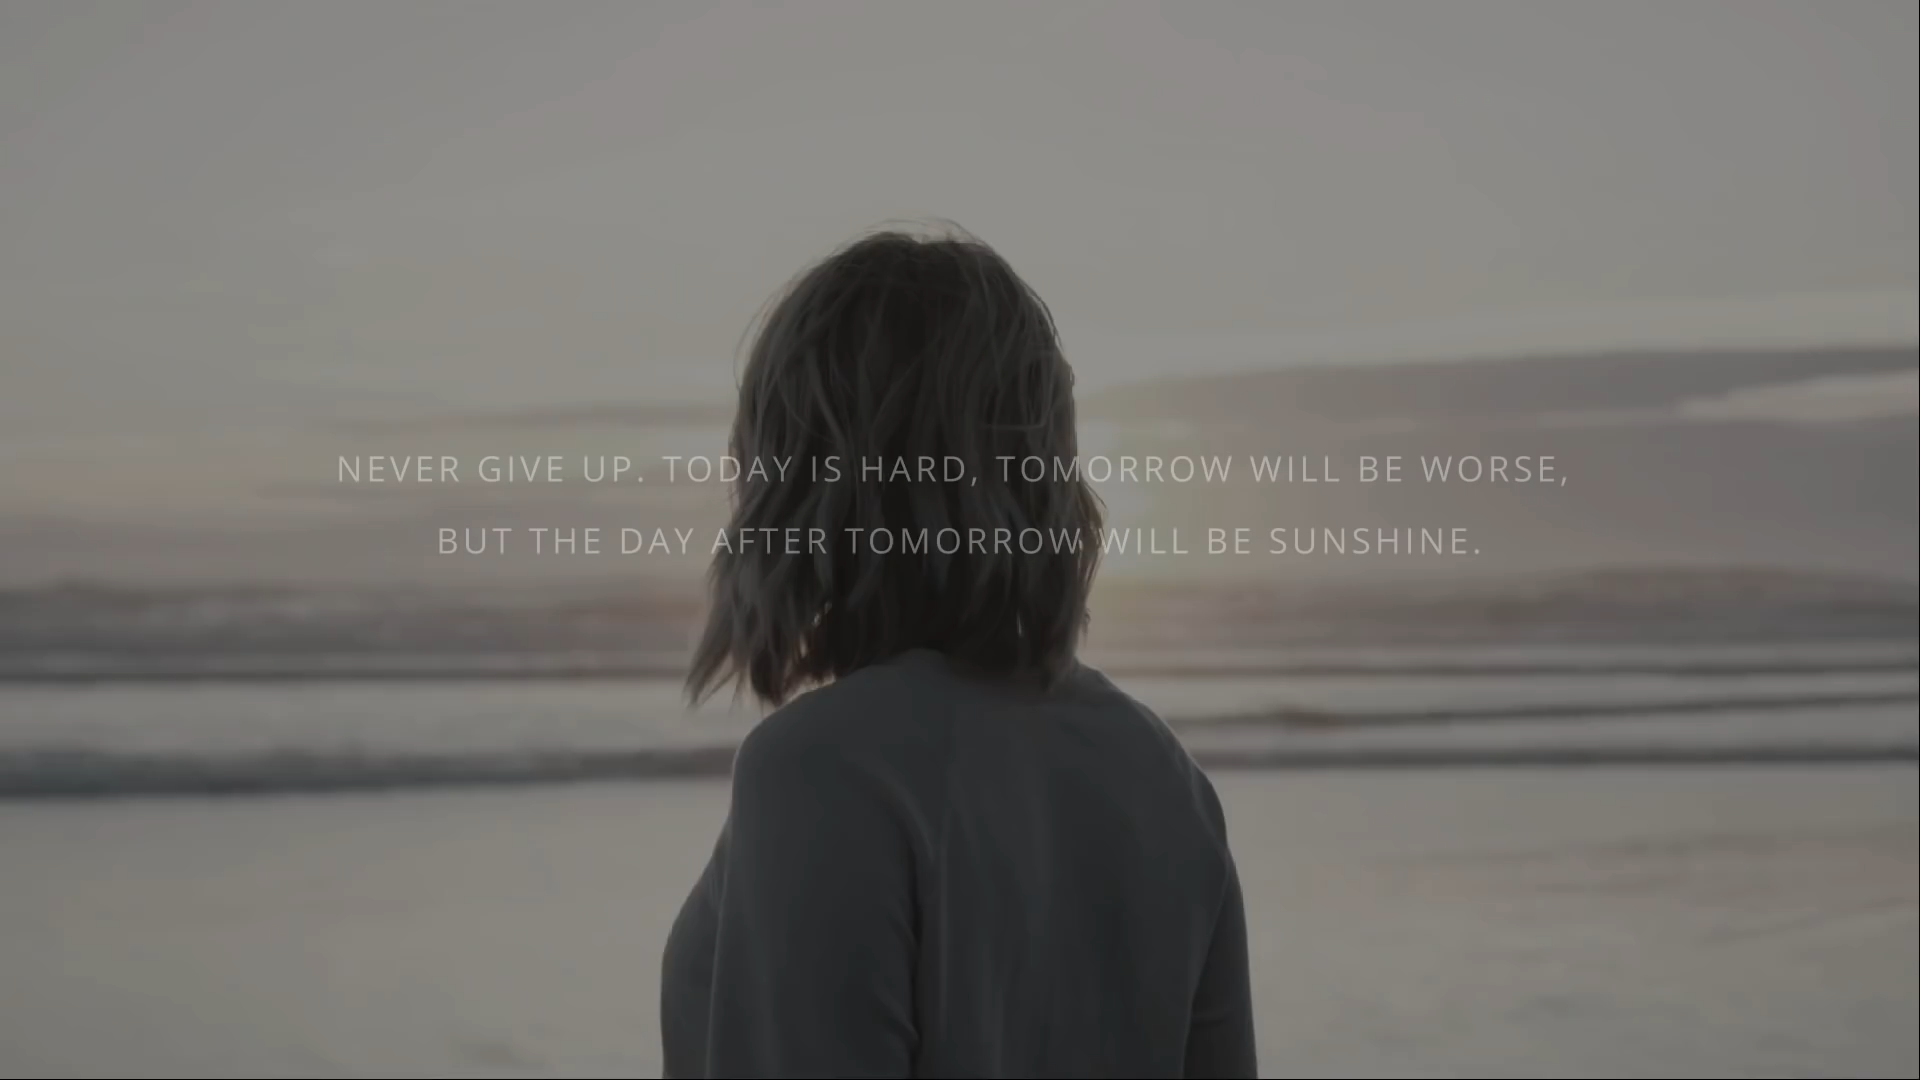 NEVER GIVE UP. TODAY IS HARD, TOMORROW WILL BE WORSE,
BUT THE DAY AFTER TOMORROW WILL BE SUNSHINE.